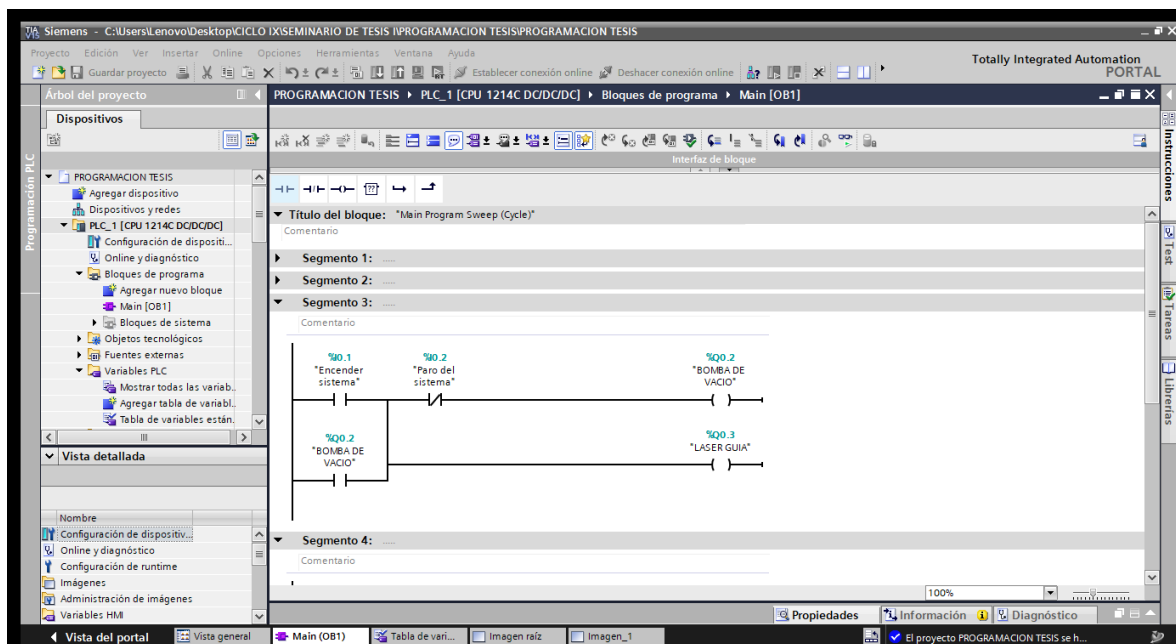 Siemens - C:\Users\Lenovo\Desktop\CICLO IX\SEMINARIO DE TESIS I\PROGRAMACION TESIS\PROGRAMACION TESIS
Proyecto Edición Ver Insertar Online Opciones Herramientas Ventana Ayuda
Totally Integrated Automation
PORTAL
Guardar proyecto
Establecer conexión online
Deshacer conexión online
Árbol del proyecto
PROGRAMACION TESIS
PLC_1 [CPU 1214C DC/DC/DC]
Bloques de programa
Main [OB1]
Dispositivos
Programación PLC
Interfaz de bloque
PROGRAMACION TESIS
Agregar dispositivo
Dispositivos y redes
PLC_1 [CPU 1214C DC/DC/DC]
Configuración de dispositi...
Online y diagnóstico
Bloques de programa
Agregar nuevo bloque
Main [OB1]
Bloques de sistema
Objetos tecnológicos
Fuentes externas
Variables PLC
Mostrar todas las variab.
Agregar tabla de variabl.
Tabla de variables están.
Vista detallada
Nombre
Configuración de dispositiv...
Online y diagnóstico
Configuración de runtime
Imágenes
Administración de imágenes
Variables HMI
??
Título del bloque: "Main Program Sweep (Cycle)"
Comentario
Segmento 1: .....
Segmento 2: .....
Segmento 3: .....
Comentario
%I0.1
"Encender
sistema"
%I0.2
"Paro del
sistema"
%Q0.2
"BOMBA DE
VACIO"
%Q0.2
"BOMBA DE
VACIO"
%Q0.3
"LASER GUIA"
Segmento 4: .....
Comentario
100%
Propiedades
Información
Diagnóstico
Instrucciones
Test
Tareas
Librerías
Vista del portal
Vista general
Main (OB1)
Tabla de vari...
Imagen raíz
Imagen_1
El proyecto PROGRAMACION TESIS se h...